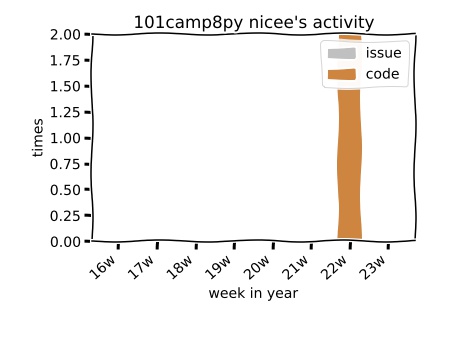 101camp8py nicee's activity
2.00
1.75
1.50
1.25
1.00
0.75
0.50
0.25
0.00
times
issue
code
16w 17w 18w 19w 20w 21w 22w 23w
week in year